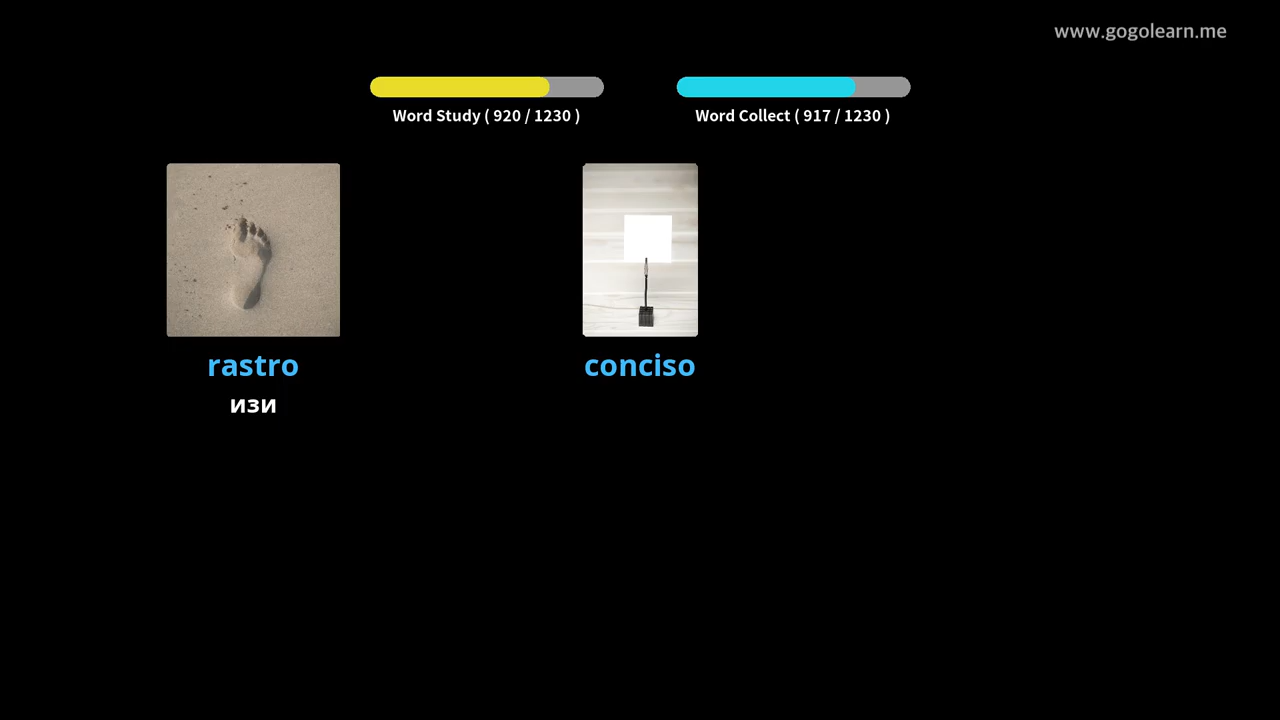 www.gogolearn.me
Word Study ( 920 / 1230 )
Word Collect ( 917 / 1230 )
rastro
conciso
изи